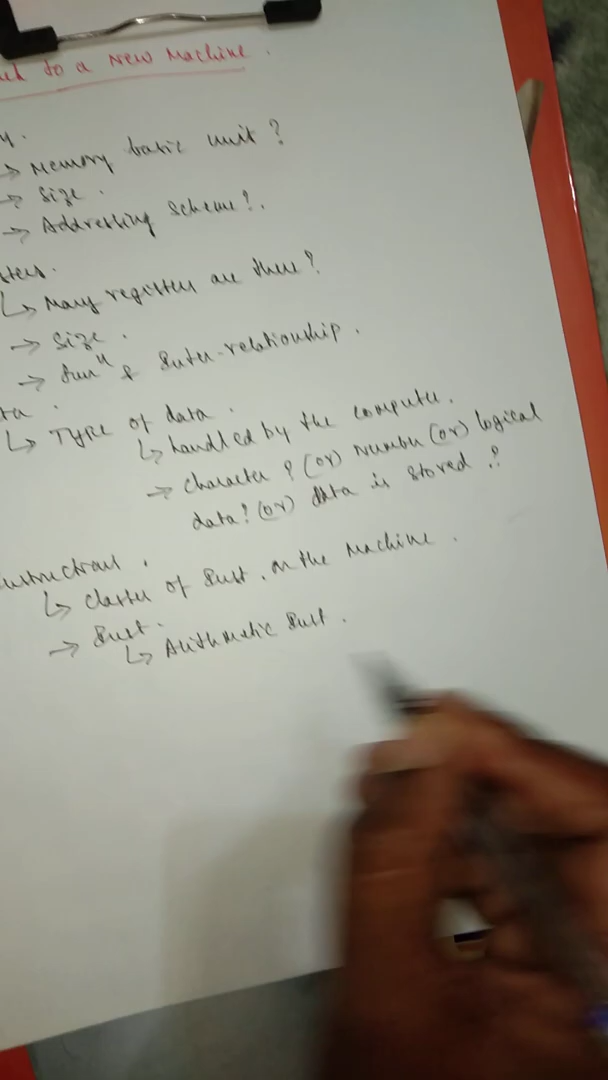 to a New Machine.
→ Memory basic unit?
→ Size.
→ Addressing scheme?.
↳ Many registers are there?
→ Size.
→ Funⁿ & Inter-relationship.
↳ Type of data.
↳ handled by the computer.
→ Character? (or) Number (or) logical
data? (or) data is stored?
↳ Classes of Inst. on the Machine.
→ Inst.
↳ Arithmetic Inst.